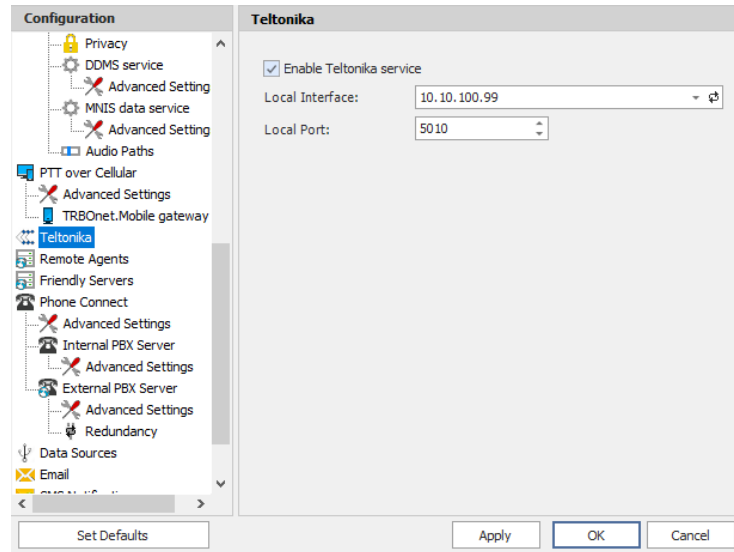 Configuration
Privacy
DDMS service
Advanced Setting
MNIS data service
Advanced Setting
Audio Paths
PTT over Cellular
Advanced Settings
TRBOnet.Mobile gateway
Teltonika
Remote Agents
Friendly Servers
Phone Connect
Advanced Settings
Internal PBX Server
Advanced Settings
External PBX Server
Advanced Settings
Redundancy
Data Sources
Email
Set Defaults
Teltonika
Enable Teltonika service
Local Interface: 10.10.100.99
Local Port: 5010
Apply OK Cancel